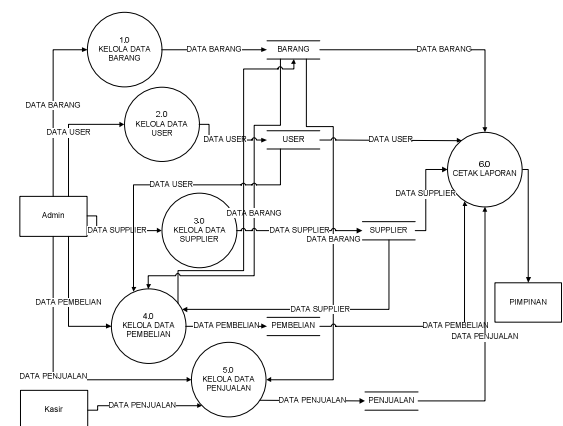 1.0
KELOLA DATA
BARANG
DATA BARANG
BARANG
DATA BARANG
DATA BARANG
2.0
KELOLA DATA
USER
DATA USER
DATA USER
USER
DATA USER
6.0
CETAK LAPORAN
DATA USER
DATA SUPPLIER
Admin
DATA BARANG
3.0
KELOLA DATA
SUPPLIER
DATA SUPPLIER
DATA SUPPLIER
SUPPLIER
DATA BARANG
PIMPINAN
DATA PEMBELIAN
DATA SUPPLIER
4.0
KELOLA DATA
PEMBELIAN
DATA PEMBELIAN
PEMBELIAN
DATA PEMBELIAN
DATA PENJUALAN
5.0
KELOLA DATA
PENJUALAN
DATA PENJUALAN
DATA PENJUALAN
PENJUALAN
Kasir
DATA PENJUALAN